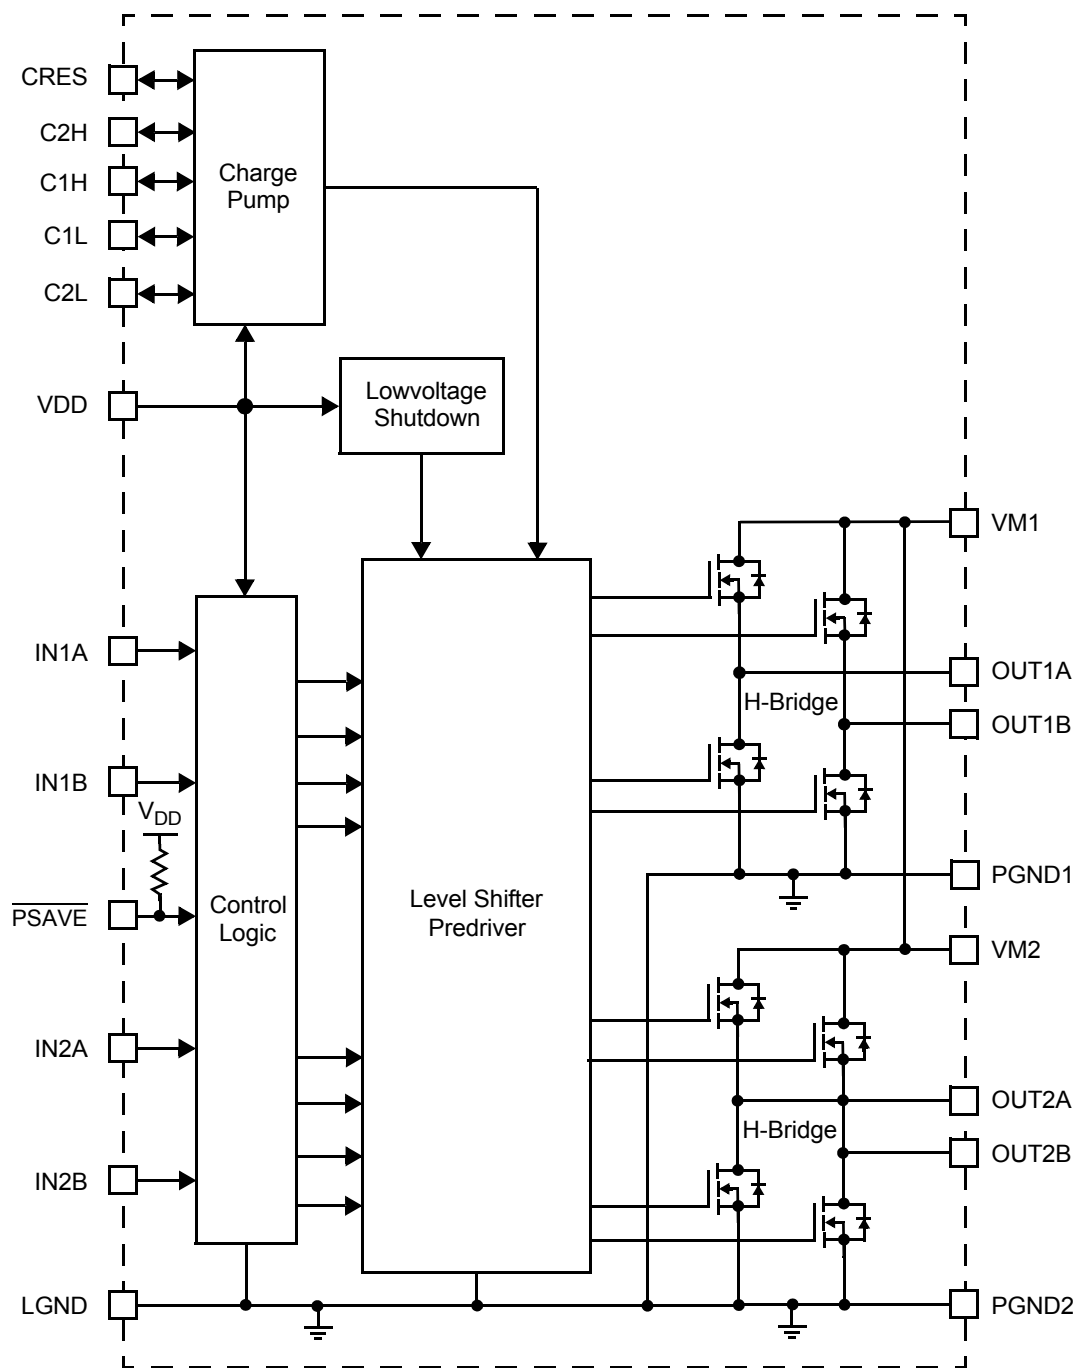 CRES
C2H
C1H
C1L
C2L
Charge
Pump
VDD
Lowvoltage
Shutdown
VM1
IN1A
OUT1A
H-Bridge
OUT1B
IN1B
VDD
PGND1
PSAVE
Control
Logic
Level Shifter
Predriver
VM2
IN2A
OUT2A
H-Bridge
OUT2B
IN2B
LGND
PGND2